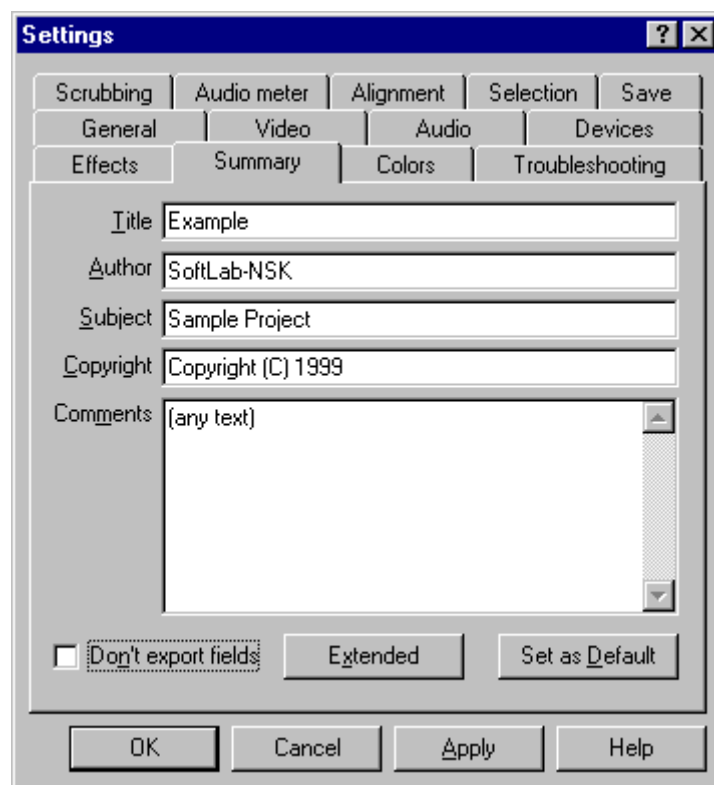 Settings
Scrubbing Audio meter Alignment Selection Save
General Video Audio Devices
Effects Summary Colors Troubleshooting
Title Example
Author SoftLab-NSK
Subject Sample Project
Copyright Copyright (C) 1999
Comments (any text)
Don't export fields Extended Set as Default
OK Cancel Apply Help